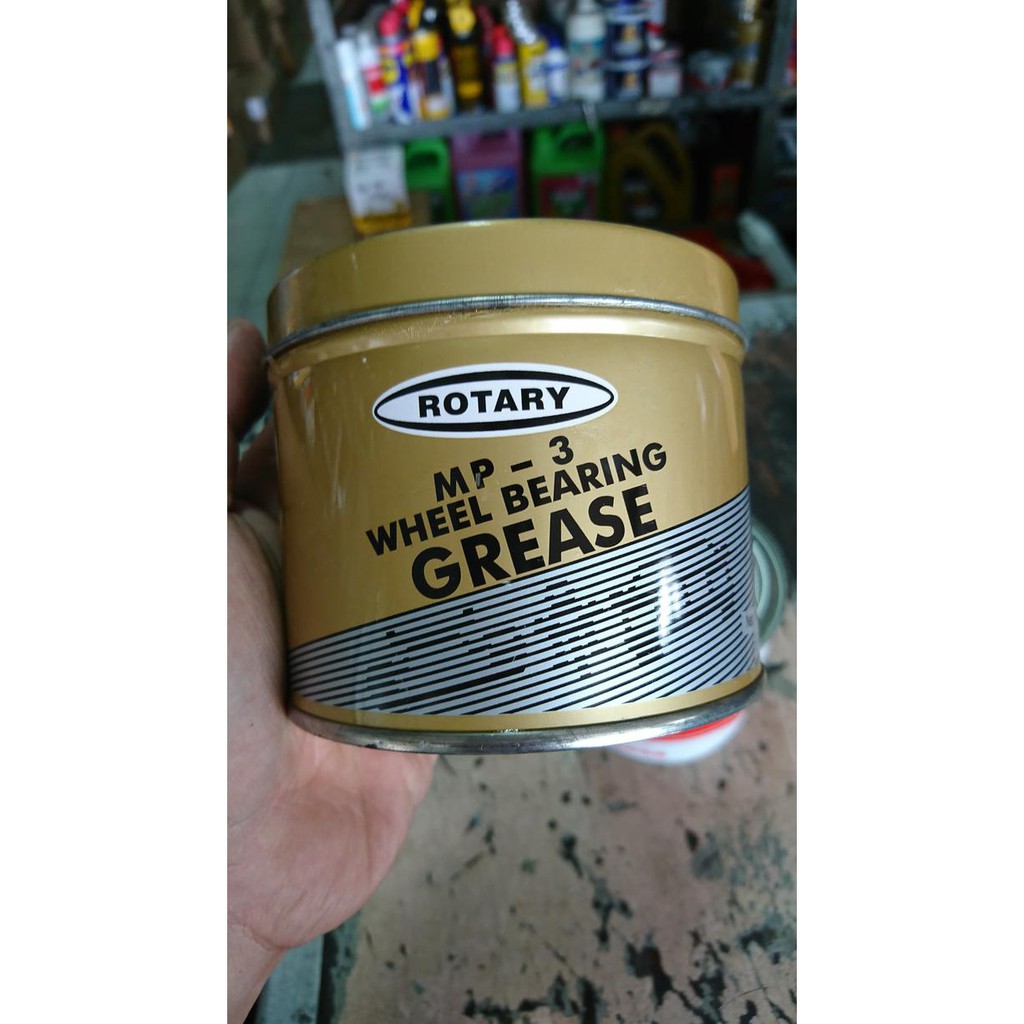 ROTARY
MP – 3
WHEEL BEARING
GREASE